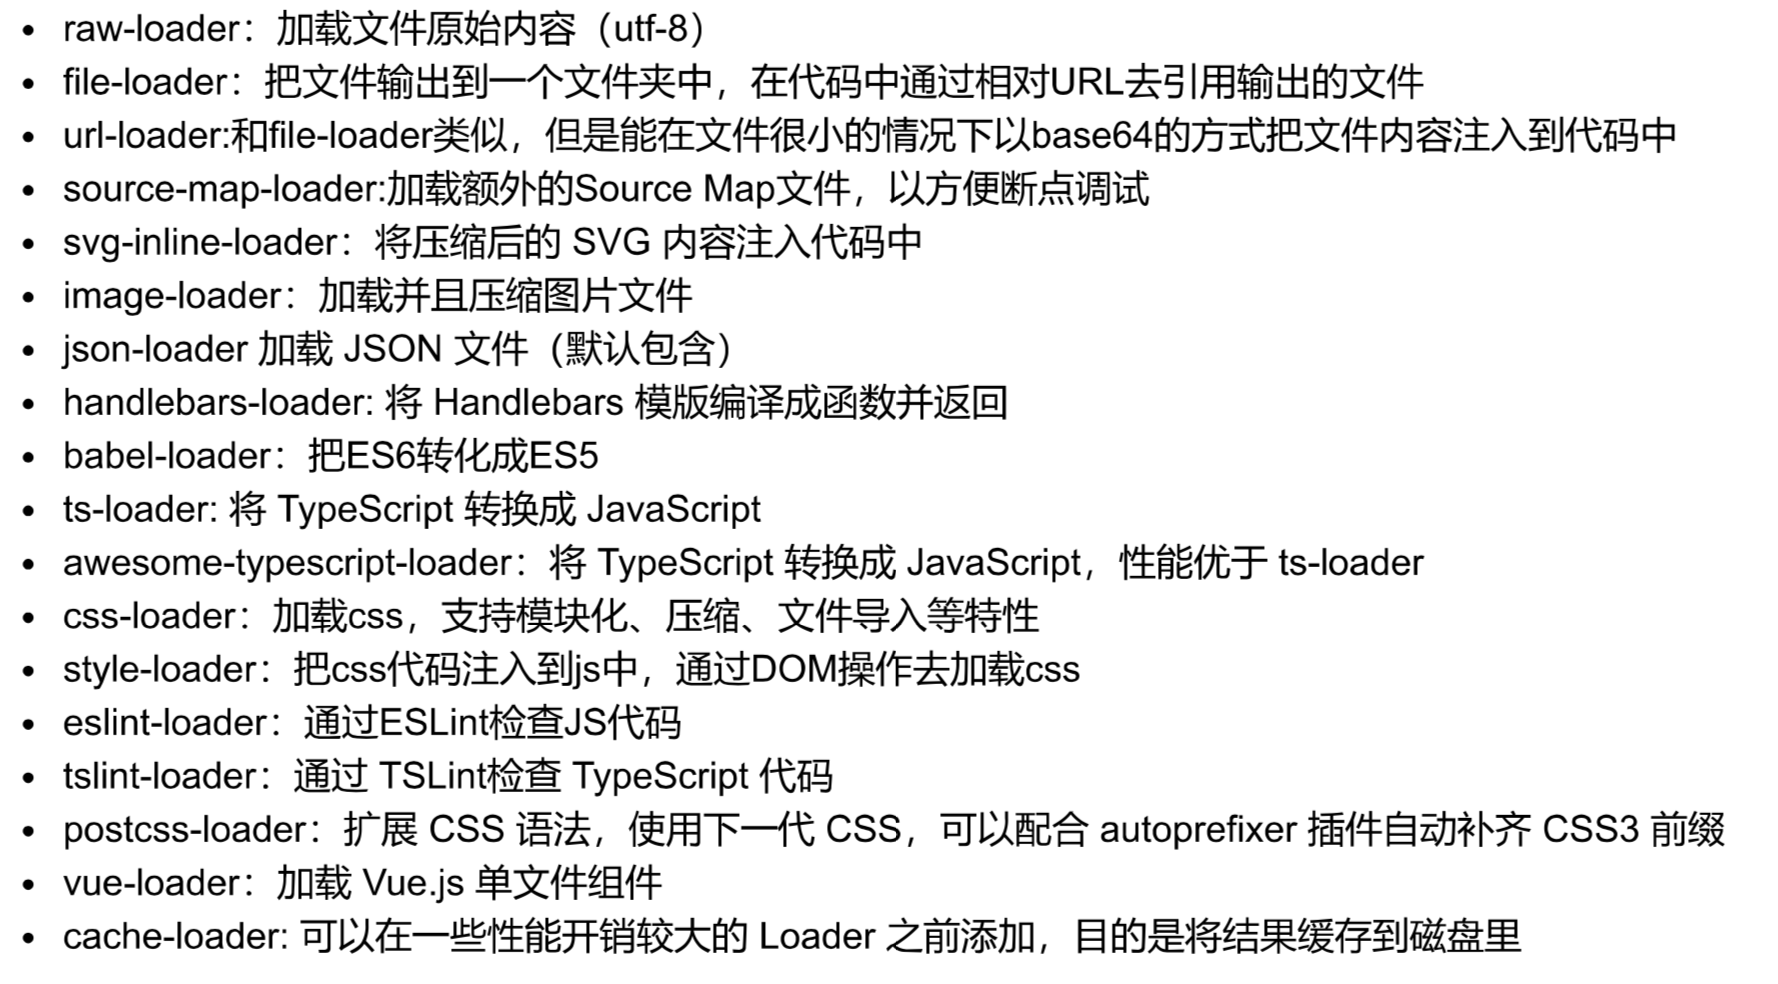 • raw-loader：加载文件原始内容（utf-8）
• file-loader：把文件输出到一个文件夹中，在代码中通过相对URL去引用输出的文件
• url-loader:和file-loader类似，但是能在文件很小的情况下以base64的方式把文件内容注入到代码中
• source-map-loader:加载额外的Source Map文件，以方便断点调试
• svg-inline-loader：将压缩后的 SVG 内容注入代码中
• image-loader：加载并且压缩图片文件
• json-loader 加载 JSON 文件（默认包含）
• handlebars-loader: 将 Handlebars 模版编译成函数并返回
• babel-loader：把ES6转化成ES5
• ts-loader: 将 TypeScript 转换成 JavaScript
• awesome-typescript-loader：将 TypeScript 转换成 JavaScript，性能优于 ts-loader
• css-loader：加载css，支持模块化、压缩、文件导入等特性
• style-loader：把css代码注入到js中，通过DOM操作去加载css
• eslint-loader：通过ESLint检查JS代码
• tslint-loader：通过 TSLint检查 TypeScript 代码
• postcss-loader：扩展 CSS 语法，使用下一代 CSS，可以配合 autoprefixer 插件自动补齐 CSS3 前缀
• vue-loader：加载 Vue.js 单文件组件
• cache-loader: 可以在一些性能开销较大的 Loader 之前添加，目的是将结果缓存到磁盘里